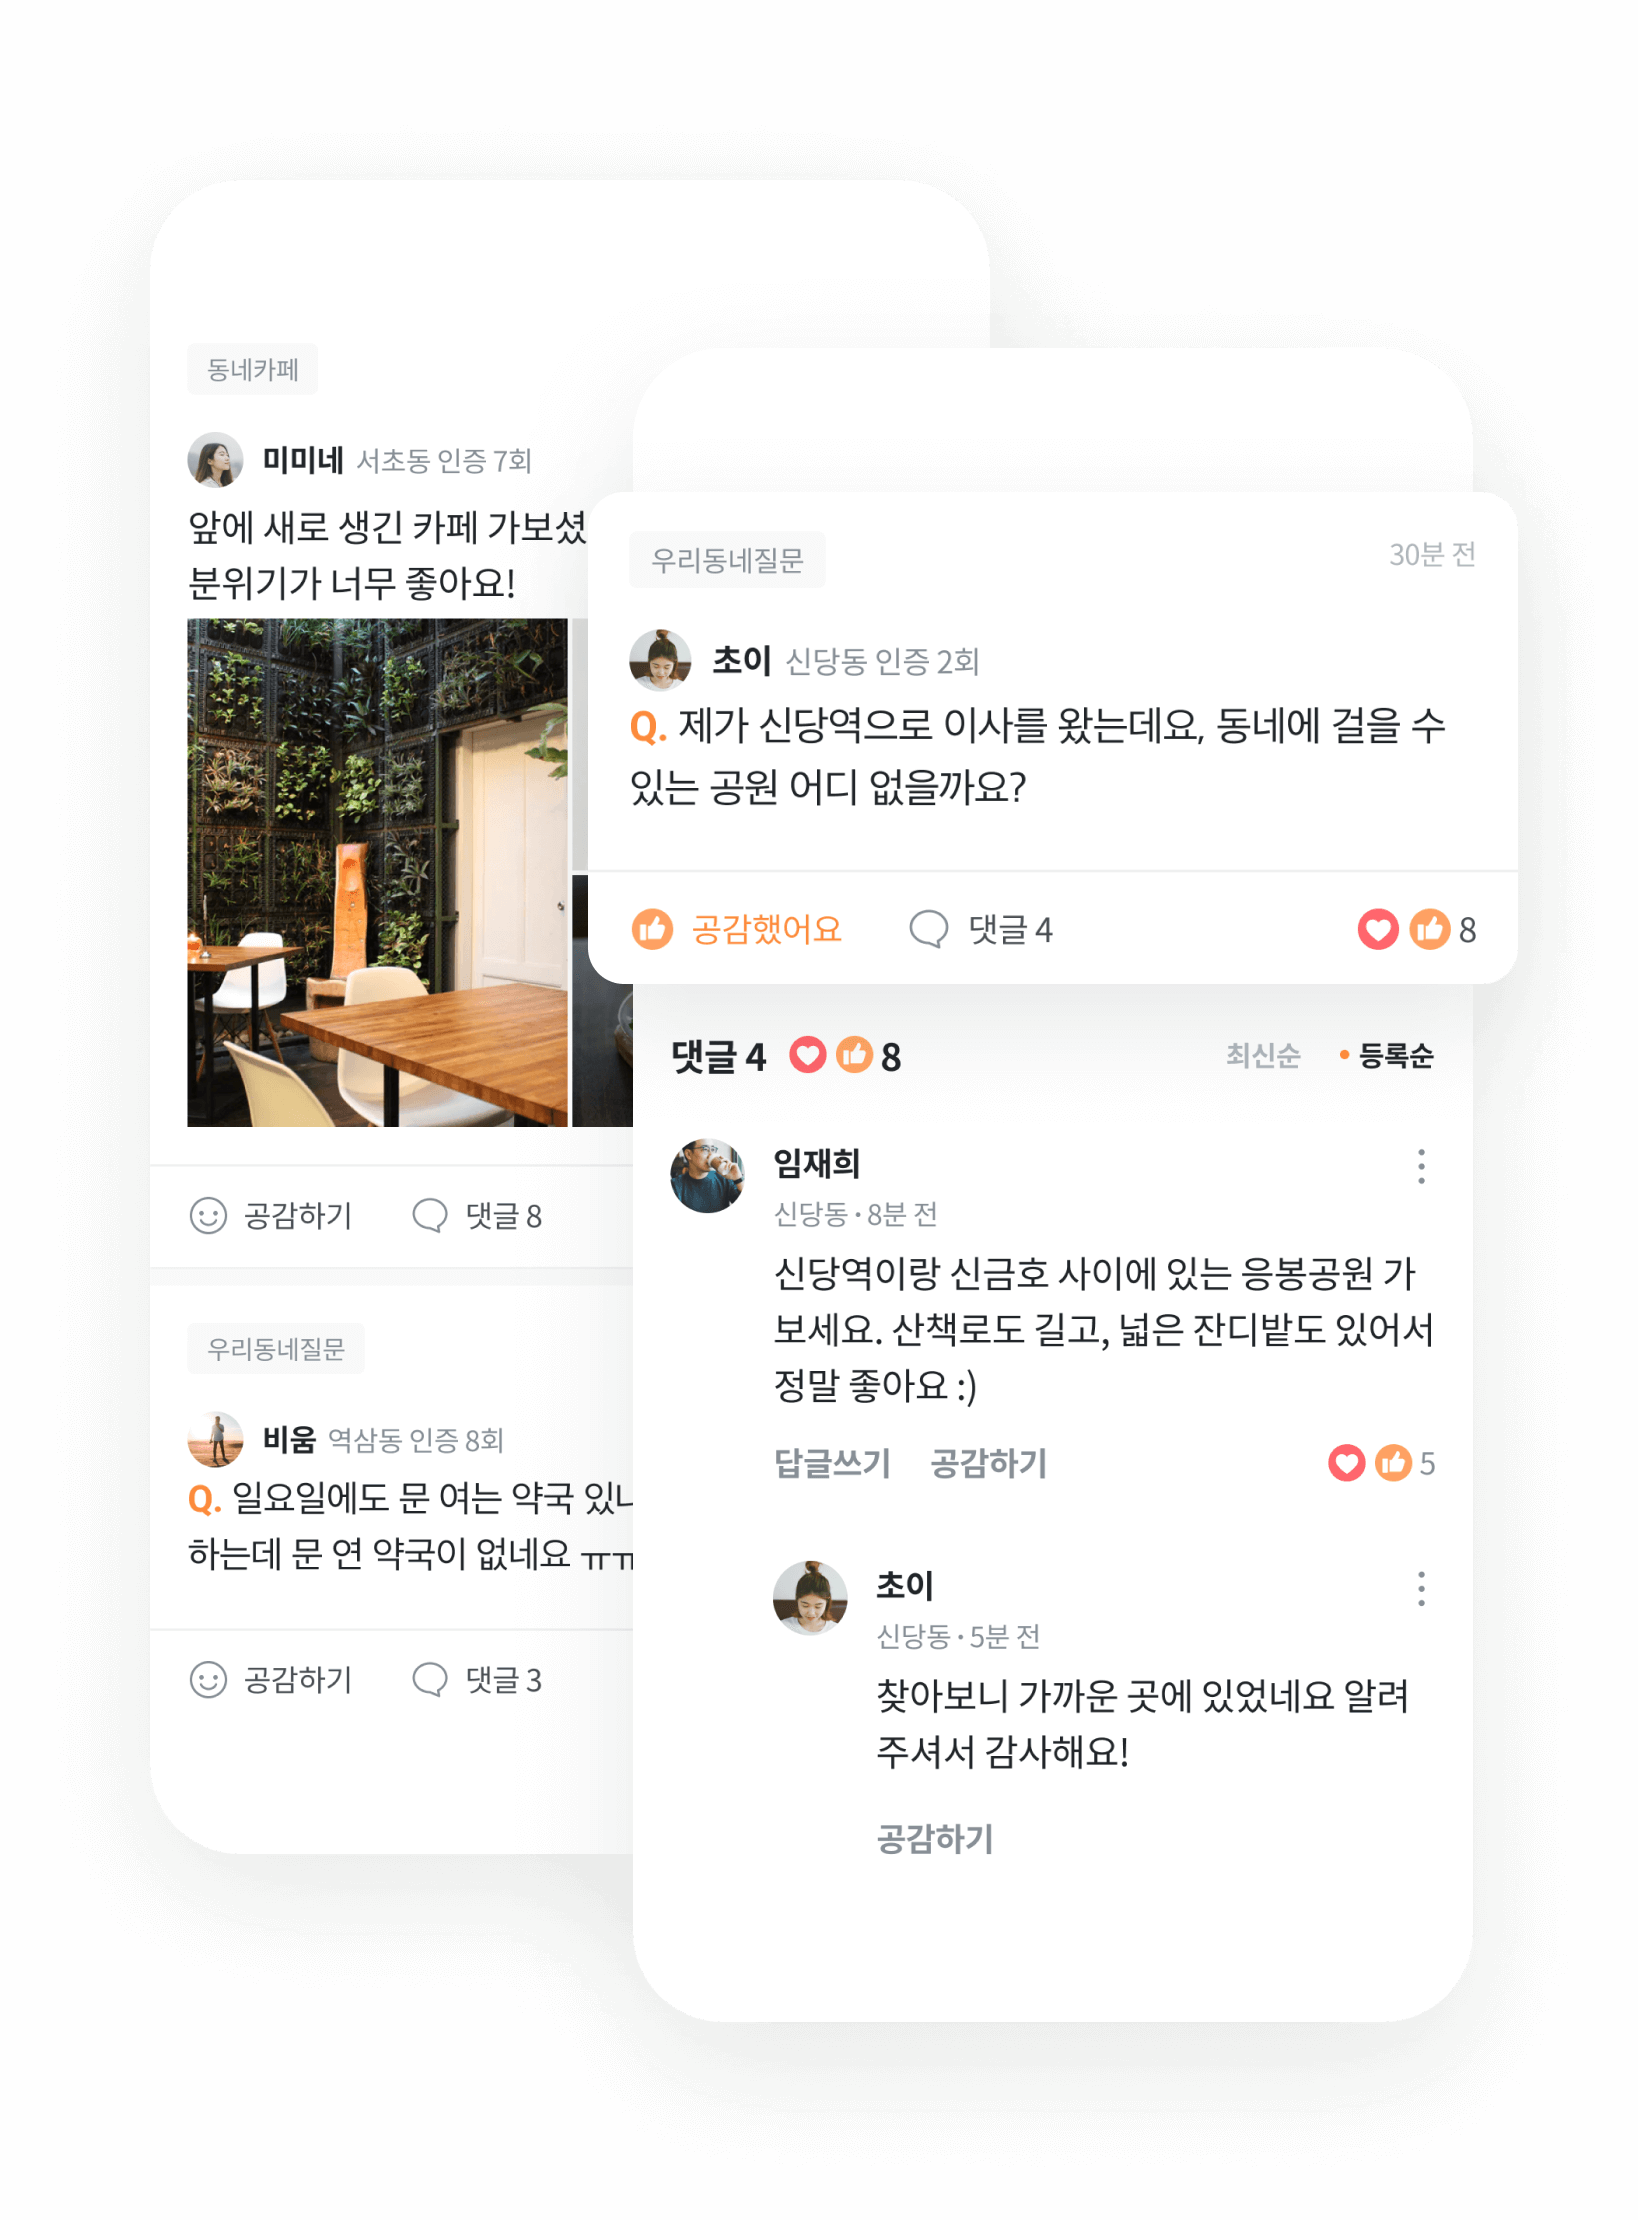 동네카페
미미네 서초동 인증 7회
앞에 새로 생긴 카페 가보셨
분위기가 너무 좋아요!
공감하기 댓글 8
우리동네질문
비움 역삼동 인증 8회
Q. 일요일에도 문 여는 약국 있
하는데 문 연 약국이 없네요 ㅠㅠ
공감하기 댓글 3
우리동네질문 30분 전
초이 신당동 인증 2회
Q. 제가 신당역으로 이사를 왔는데요, 동네에 걸을 수
있는 공원 어디 없을까요?
공감했어요 댓글 4 8
댓글 4 8 최신순 • 등록순
임재희
신당동 · 8분 전
신당역이랑 신금호 사이에 있는 응봉공원 가
보세요. 산책로도 길고, 넓은 잔디밭도 있어서
정말 좋아요 :)
답글쓰기 공감하기 5
초이
신당동 · 5분 전
찾아보니 가까운 곳에 있었네요 알려
주셔서 감사해요!
공감하기